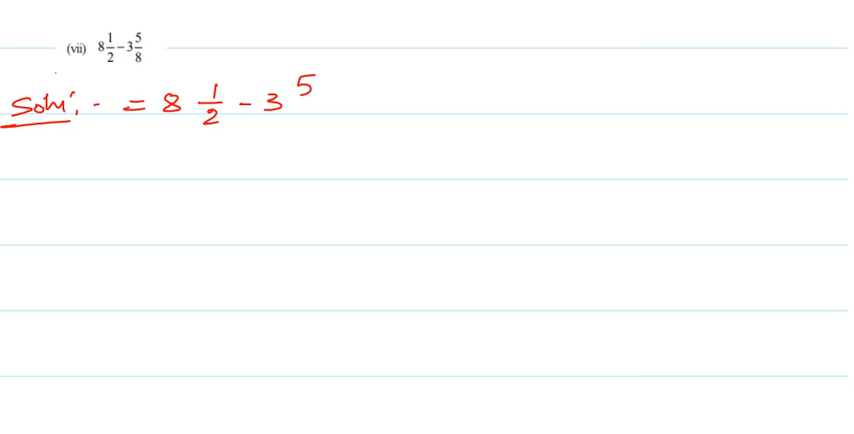 (vii) 8 1/2 − 3 5/8
Soln:- = 8 1/2 - 3 5